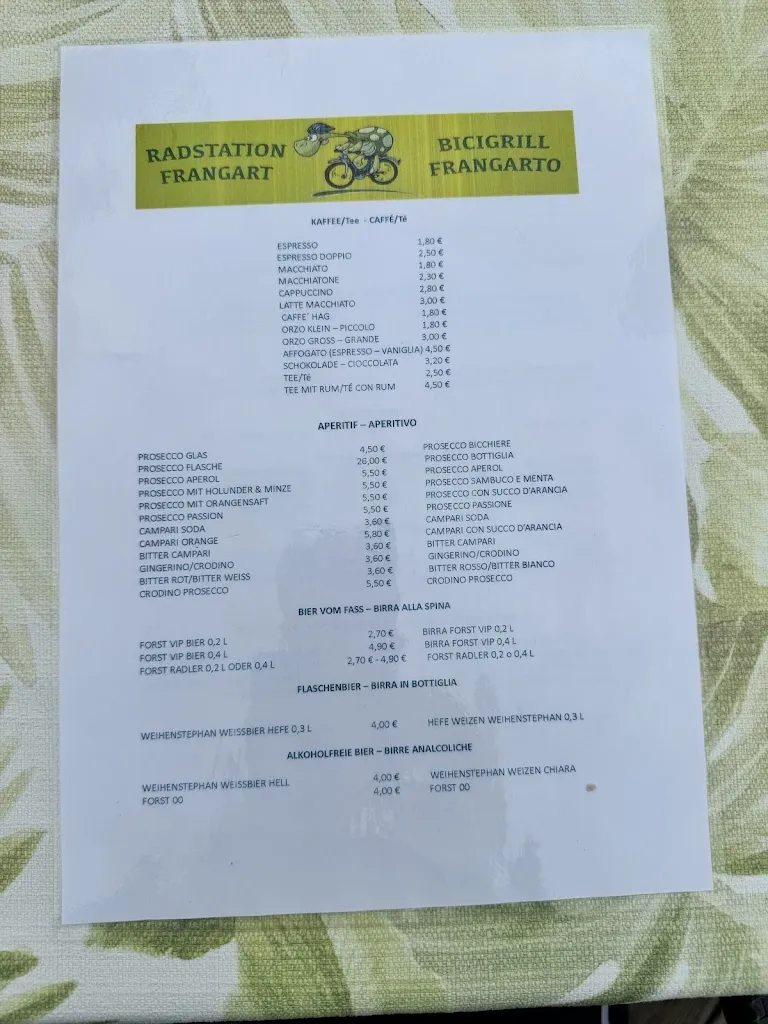 RADSTATION FRANGART
BICIGRILL FRANGARTO
KAFFEE/Tee - CAFFÉ/Té
ESPRESSO 1,80 €
ESPRESSO DOPPIO 2,50 €
MACCHIATO 1,80 €
MACCHIATONE 2,30 €
CAPPUCCINO 2,80 €
LATTE MACCHIATO 3,00 €
CAFFE´ HAG 1,80 €
ORZO KLEIN – PICCOLO 1,80 €
ORZO GROSS – GRANDE 3,00 €
AFFOGATO (ESPRESSO – VANIGLIA) 4,50 €
SCHOKOLADE – CIOCCOLATA 3,20 €
TEE/Té 2,50 €
TEE MIT RUM/TÉ CON RUM 4,50 €
APERITIF – APERITIVO
PROSECCO GLAS 4,50 € PROSECCO BICCHIERE
PROSECCO FLASCHE 26,00 € PROSECCO BOTTIGLIA
PROSECCO APEROL 5,50 € PROSECCO APEROL
PROSECCO MIT HOLUNDER & MINZE 5,50 € PROSECCO SAMBUCO E MENTA
PROSECCO MIT ORANGENSAFT 5,50 € PROSECCO CON SUCCO D'ARANCIA
PROSECCO PASSION 5,50 € PROSECCO PASSIONE
CAMPARI SODA 3,60 € CAMPARI SODA
CAMPARI ORANGE 5,80 € CAMPARI CON SUCCO D'ARANCIA
BITTER CAMPARI 3,60 € BITTER CAMPARI
GINGERINO/CRODINO 3,60 € GINGERINO/CRODINO
BITTER ROT/BITTER WEISS 3,60 € BITTER ROSSO/BITTER BIANCO
CRODINO PROSECCO 5,50 € CRODINO PROSECCO
BIER VOM FASS – BIRRA ALLA SPINA
FORST VIP BIER 0,2 L 2,70 € BIRRA FORST VIP 0,2 L
FORST VIP BIER 0,4 L 4,90 € BIRRA FORST VIP 0,4 L
FORST RADLER 0,2 L ODER 0,4 L 2,70 € - 4,90 € FORST RADLER 0,2 o 0,4 L
FLASCHENBIER – BIRRA IN BOTTIGLIA
WEIHENSTEPHAN WEISSBIER HEFE 0,3 L 4,00 € HEFE WEIZEN WEIHENSTEPHAN 0,3 L
ALKOHOLFREIE BIER – BIRRE ANALCOLICHE
WEIHENSTEPHAN WEISSBIER HELL 4,00 € WEIHENSTEPHAN WEIZEN CHIARA
FORST 00 4,00 € FORST 00